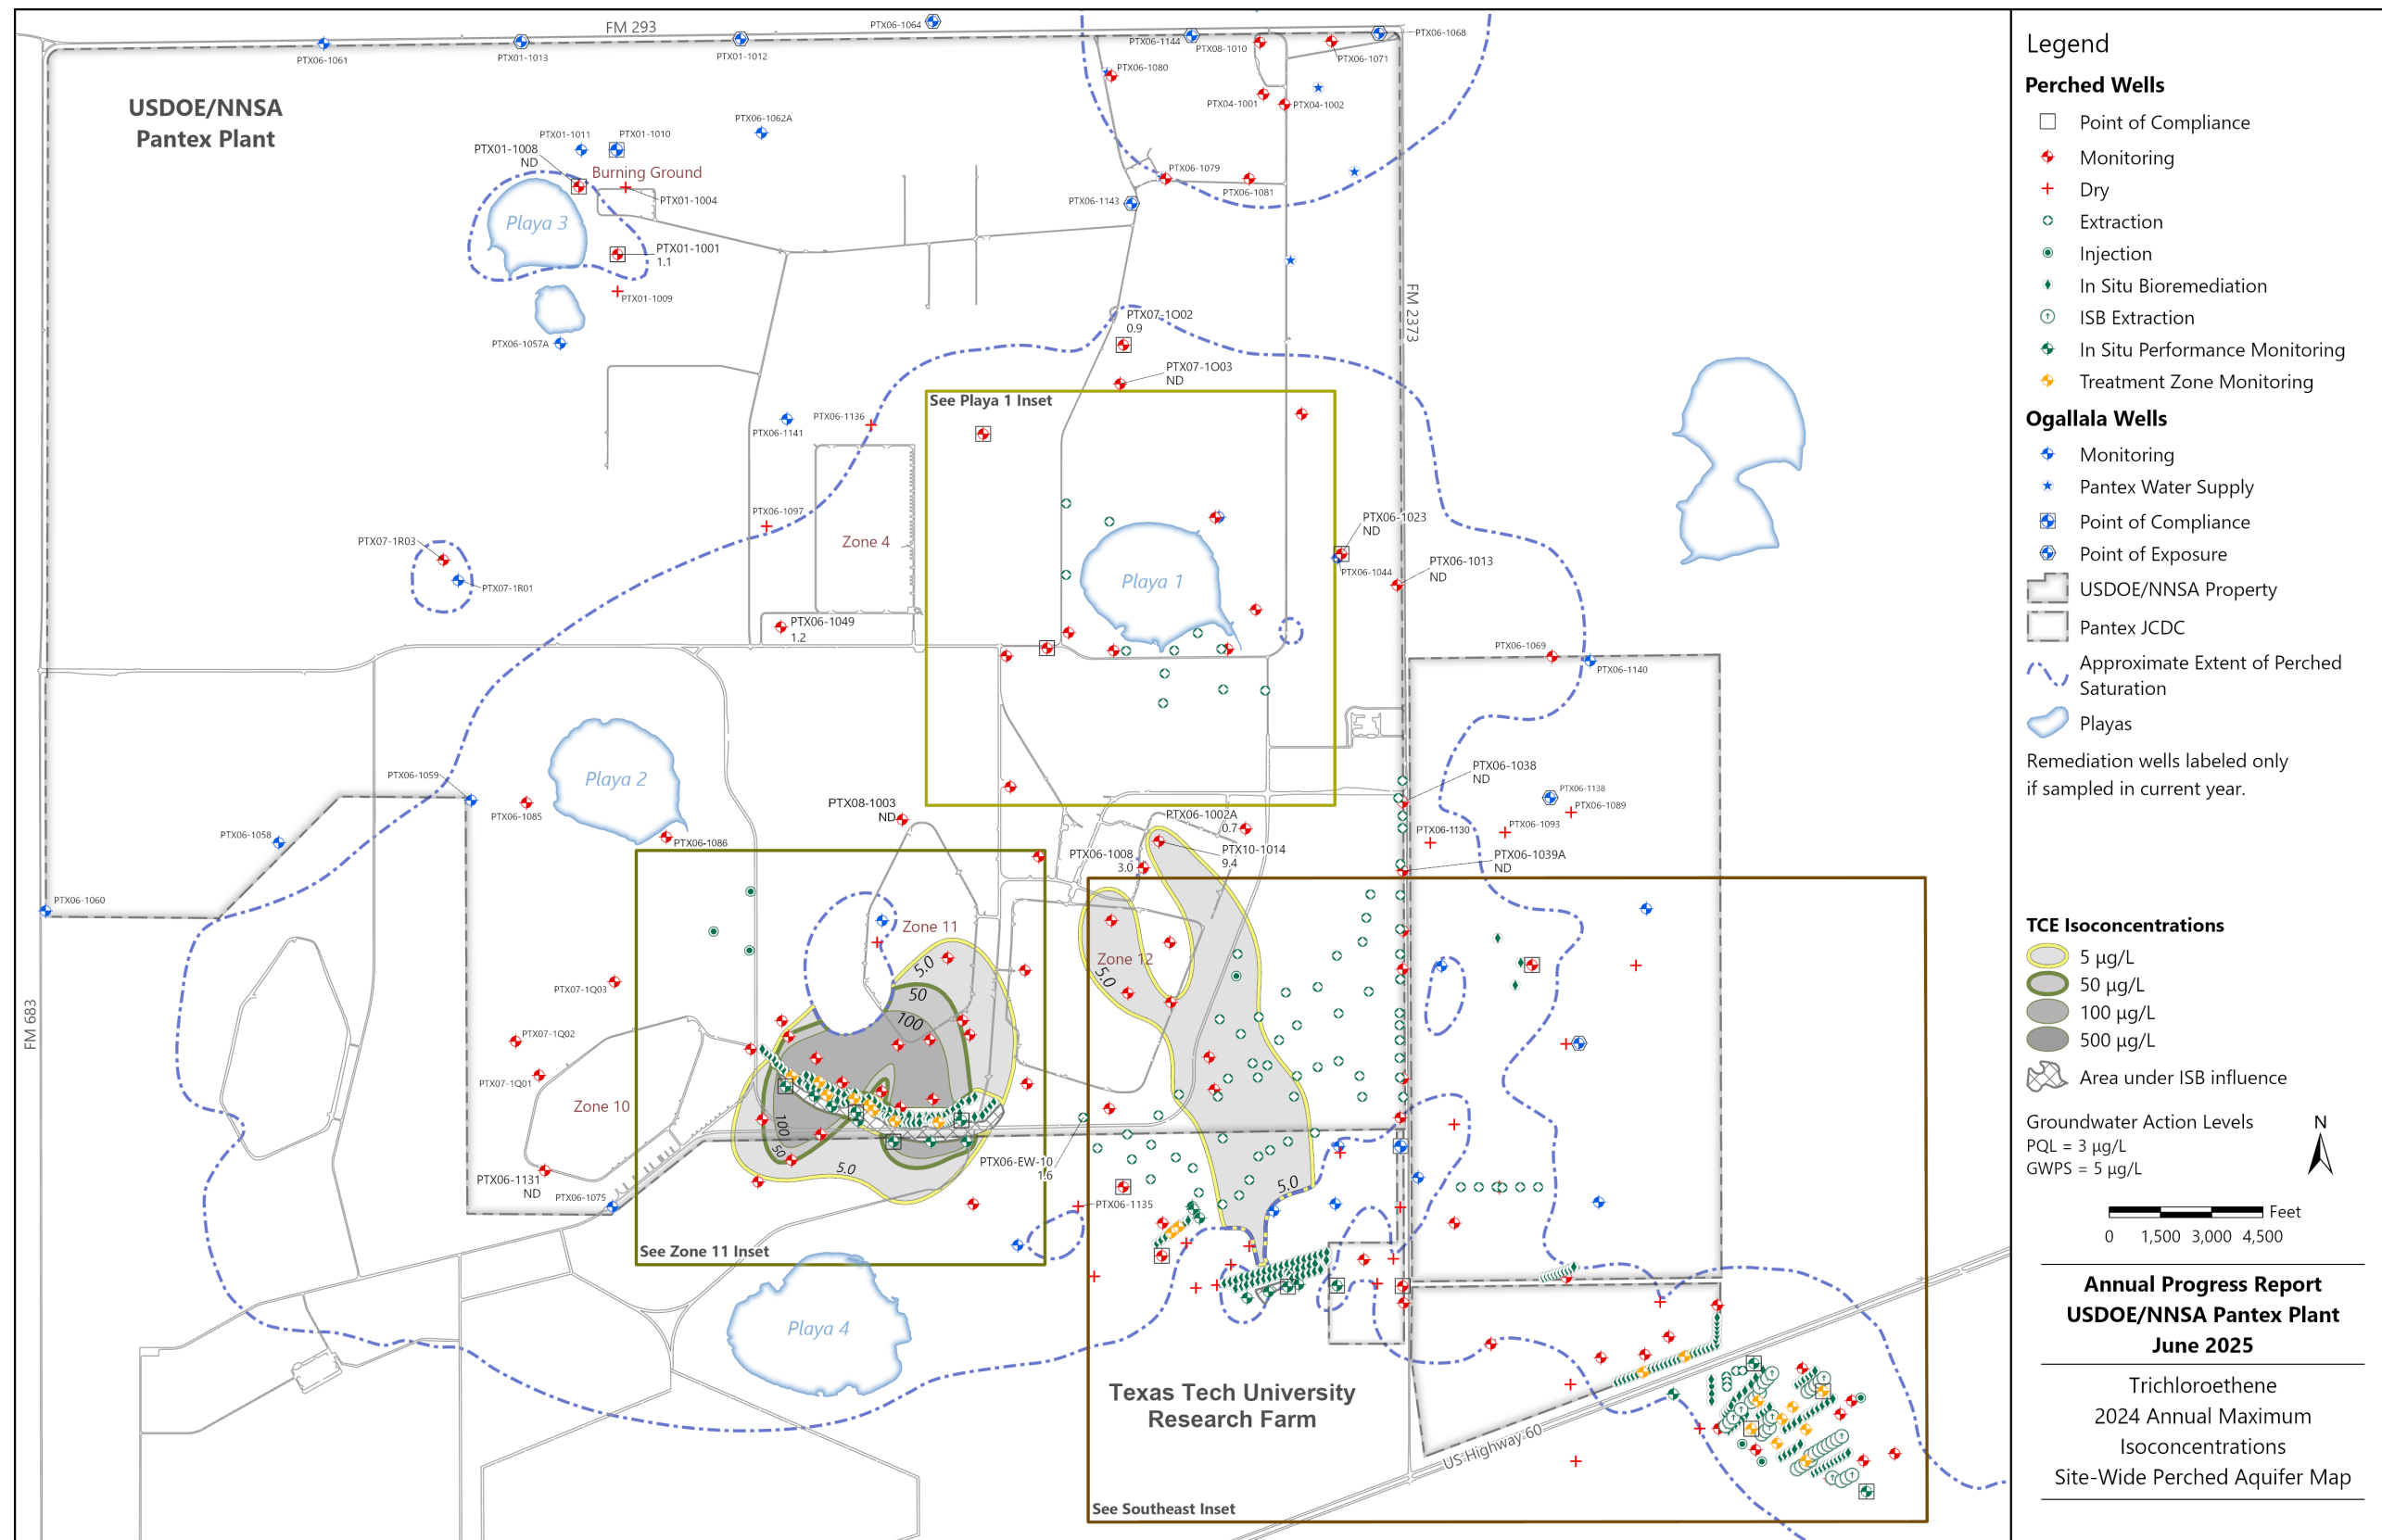 FM 293
PTX06-1064
PTX06-1061
PTX01-1013
PTX01-1012
PTX06-1144
PTX08-1010
PTX06-1068
PTX06-1071
PTX06-1080
PTX04-1001
PTX04-1002
USDOE/NNSA
Pantex Plant
PTX06-1062A
PTX01-1011
PTX01-1010
PTX01-1008
ND
Burning Ground
PTX01-1004
Playa 3
PTX01-1001
1.1
PTX01-1009
PTX06-1057A
PTX06-1079
PTX06-1081
PTX06-1143
FM 2373
PTX07-1O02
0.9
PTX07-1O03
ND
See Playa 1 Inset
PTX06-1136
PTX06-1141
PTX06-1097
Zone 4
PTX06-1023
ND
PTX06-1044
PTX06-1013
ND
Playa 1
PTX07-1R03
PTX07-1R01
PTX06-1049
1.2
PTX06-1069
PTX06-1140
Playa 2
PTX06-1059
PTX06-1085
PTX06-1058
PTX06-1086
PTX06-1060
PTX08-1003
ND
PTX06-1038
ND
PTX06-1138
PTX06-1089
PTX06-1093
PTX06-1130
PTX06-1002A
0.7
PTX10-1014
9.4
PTX06-1008
3.0
PTX06-1039A
ND
Zone 11
5.0
50
100
Zone 12
5.0
PTX07-1Q03
PTX07-1Q02
PTX07-1Q01
FM 683
Zone 10
100
50
5.0
PTX06-EW-10
1.6
PTX06-1131
ND
PTX06-1075
PTX06-1135
5.0
See Zone 11 Inset
Playa 4
Texas Tech University
Research Farm
US Highway 60
See Southeast Inset
Legend
Perched Wells
Point of Compliance
Monitoring
Dry
Extraction
Injection
In Situ Bioremediation
ISB Extraction
In Situ Performance Monitoring
Treatment Zone Monitoring
Ogallala Wells
Monitoring
Pantex Water Supply
Point of Compliance
Point of Exposure
USDOE/NNSA Property
Pantex JCDC
Approximate Extent of Perched
Saturation
Playas
Remediation wells labeled only
if sampled in current year.
TCE Isoconcentrations
5 µg/L
50 µg/L
100 µg/L
500 µg/L
Area under ISB influence
Groundwater Action Levels
PQL = 3 µg/L
GWPS = 5 µg/L
N
Feet
0 1,500 3,000 4,500
Annual Progress Report
USDOE/NNSA Pantex Plant
June 2025
Trichloroethene
2024 Annual Maximum
Isoconcentrations
Site-Wide Perched Aquifer Map